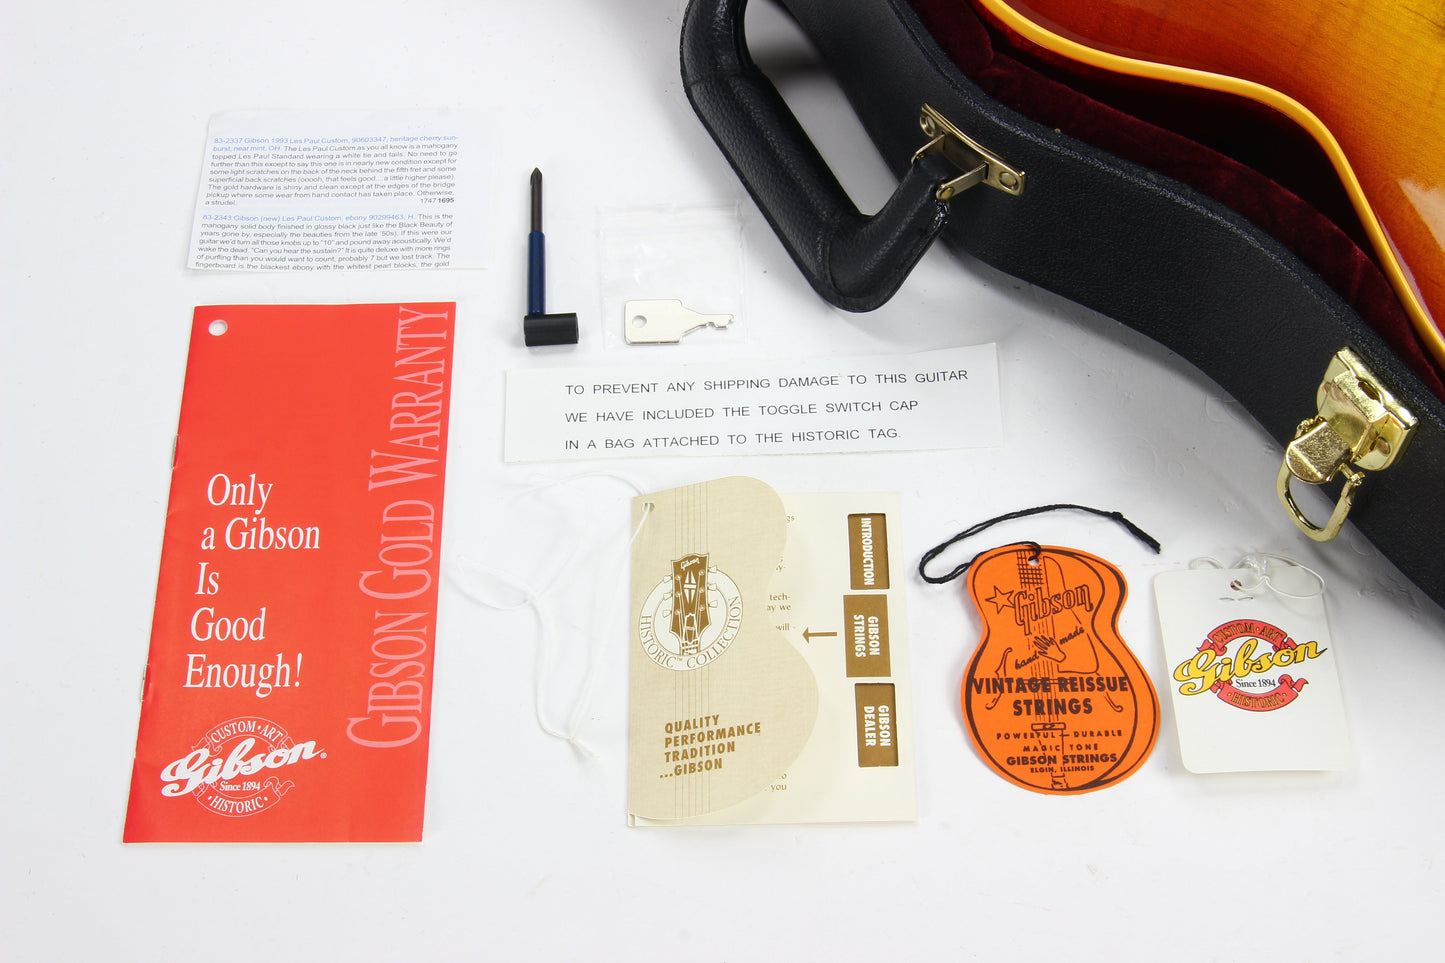 83-2337 Gibson 1993 Les Paul Custom, 90603347, heritage cherry sun-
burst, near mint, OH. The Les Paul Custom as you all know is a mahogany
topped Les Paul Standard wearing a white tie and tails. No need to go
further than this except to say this one is in nearly new condition except for
some light scratches on the back of the neck behind the fifth fret and some
superficial back scratches (ooooh, that feels good....a little higher please).
The gold hardware is shiny and clean except at the edges of the bridge
pickup where some wear from hand contact has taken place. Otherwise,
a strudel. 1747 1695
83-2343 Gibson (new) Les Paul Custom, ebony 90299463, H. This is the
mahogany solid body finished in glossy black just like the Black Beauty of
years gone by, especially the beauties from the late '50s). If this were our
guitar we'd turn all those knobs up to "10" and pound away acoustically. We'd
wake the dead. "Can you hear the sustain?" It is quite deluxe with more rings
of purfling than you would want to count, probably 7 but we lost track. The
fingerboard is the blackest ebony with the whitest pearl blocks, the gold
GIBSON GOLD WARRANTY
Only
a Gibson
Is
Good
Enough!
CUSTOM · ART
Gibson®
Since 1894
· HISTORIC ·
TO PREVENT ANY SHIPPING DAMAGE TO THIS GUITAR
WE HAVE INCLUDED THE TOGGLE SWITCH CAP
IN A BAG ATTACHED TO THE HISTORIC TAG.
Gibson
HISTORIC™ COLLECTION
QUALITY
PERFORMANCE
TRADITION
...GIBSON
tech-
ay we
will
you
INTRODUCTION
GIBSON
STRINGS
GIBSON
DEALER
Gibson
hand made
VINTAGE REISSUE
STRINGS
POWERFUL — DURABLE
MAGIC TONE
GIBSON STRINGS
ELGIN, ILLINOIS
CUSTOM · ART
Gibson
Since 1894
· HISTORIC ·